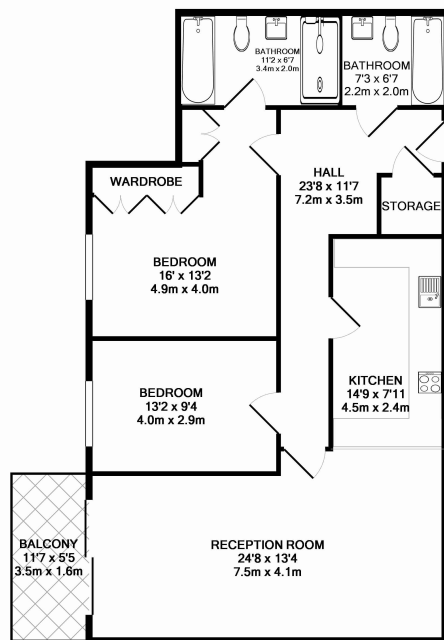 BATHROOM
11'2 x 6'7
3.4m x 2.0m
BATHROOM
7'3 x 6'7
2.2m x 2.0m
HALL
23'8 x 11'7
7.2m x 3.5m
WARDROBE
STORAGE
BEDROOM
16' x 13'2
4.9m x 4.0m
BEDROOM
13'2 x 9'4
4.0m x 2.9m
KITCHEN
14'9 x 7'11
4.5m x 2.4m
BALCONY
11'7 x 5'5
3.5m x 1.6m
RECEPTION ROOM
24'8 x 13'4
7.5m x 4.1m